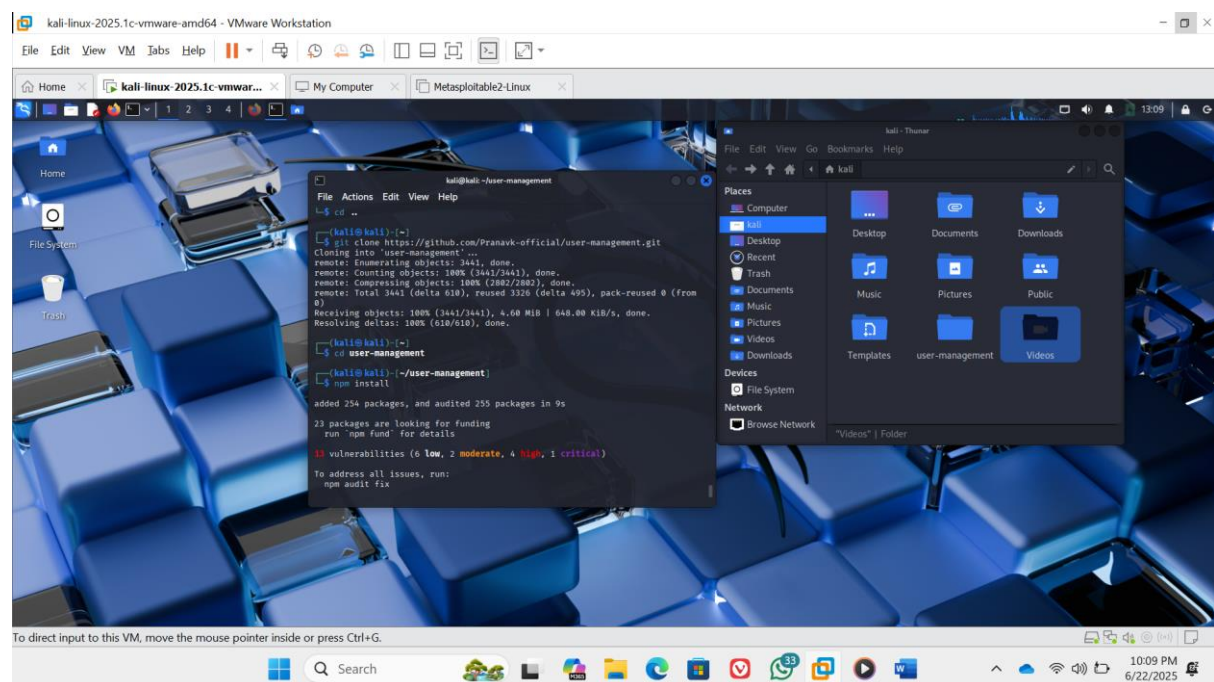 kali-linux-2025.1c-vmware-amd64 - VMware Workstation
File Edit View VM Tabs Help
Home kali-linux-2025.1c-vmwar... My Computer Metasploitable2-Linux
1 2 3 4 13:09
Home
File System
Trash
kali@kali: ~/user-management
File Actions Edit View Help
└─$ cd ..
┌──(kali㉿kali)-[~]
└─$ git clone https://github.com/Pranavk-official/user-management.git
Cloning into 'user-management'...
remote: Enumerating objects: 3441, done.
remote: Counting objects: 100% (3441/3441), done.
remote: Compressing objects: 100% (2802/2802), done.
remote: Total 3441 (delta 610), reused 3326 (delta 495), pack-reused 0 (from
0)
Receiving objects: 100% (3441/3441), 4.60 MiB | 648.00 KiB/s, done.
Resolving deltas: 100% (610/610), done.
┌──(kali㉿kali)-[~]
└─$ cd user-management
┌──(kali㉿kali)-[~/user-management]
└─$ npm install
added 254 packages, and audited 255 packages in 9s
23 packages are looking for funding
run `npm fund` for details
13 vulnerabilities (6 low, 2 moderate, 4 high, 1 critical)
To address all issues, run:
npm audit fix
kali - Thunar
File Edit View Go Bookmarks Help
kali
Places
Computer
kali
Desktop
Recent
Trash
Documents
Music
Pictures
Videos
Downloads
Devices
File System
Network
Browse Network
Desktop Documents Downloads
Music Pictures Public
Templates user-management Videos
"Videos" | Folder
To direct input to this VM, move the mouse pointer inside or press Ctrl+G.
Search
33
10:09 PM
6/22/2025